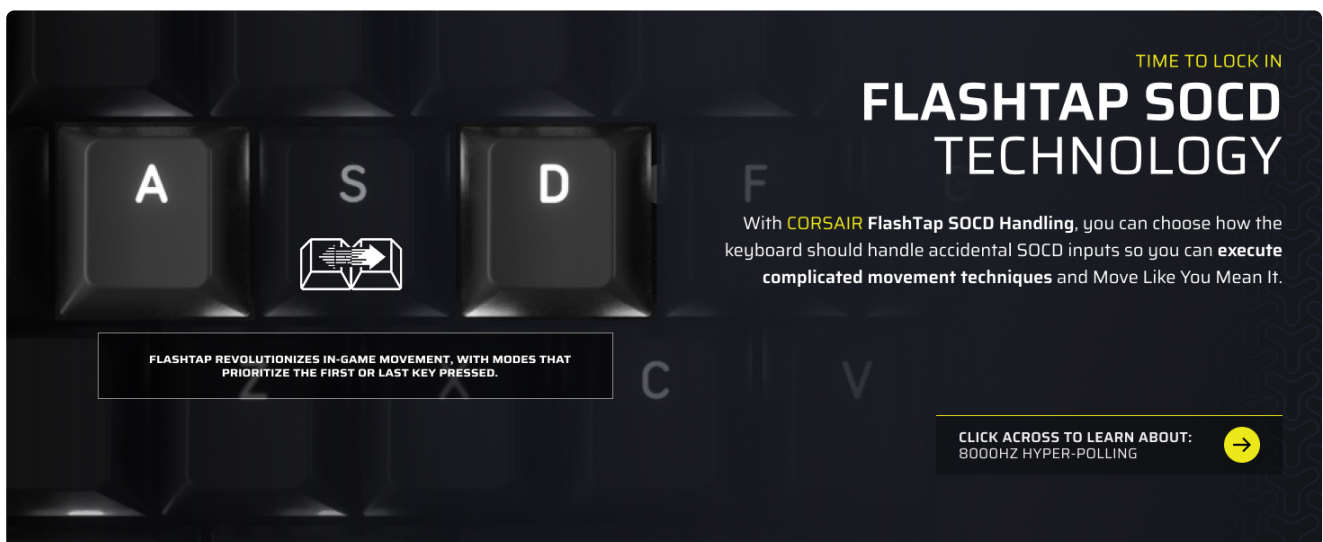 TIME TO LOCK IN
FLASHTAP SOCD
TECHNOLOGY
With CORSAIR FlashTap SOCD Handling, you can choose how the
keyboard should handle accidental SOCD inputs so you can execute
complicated movement techniques and Move Like You Mean It.
A S D F G
FLASHTAP REVOLUTIONIZES IN-GAME MOVEMENT, WITH MODES THAT
PRIORITIZE THE FIRST OR LAST KEY PRESSED.
Z X C V
CLICK ACROSS TO LEARN ABOUT:
8000HZ HYPER-POLLING